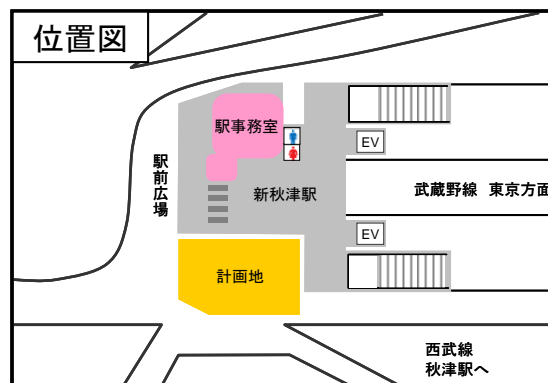 位置図
駅事務室
EV
駅前広場
新秋津駅
武蔵野線 東京方面
EV
計画地
西武線
秋津駅へ